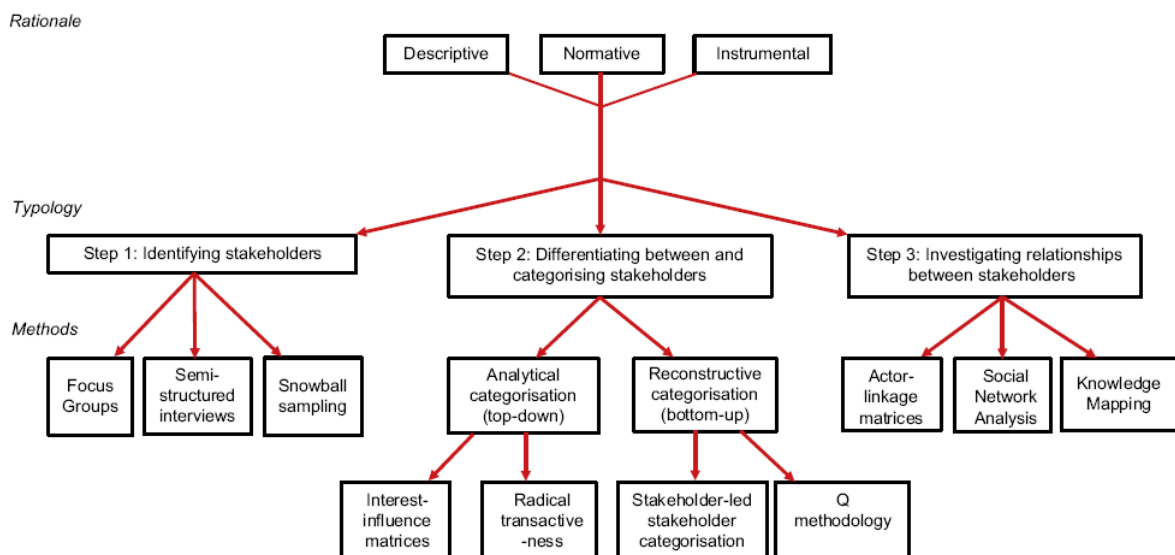 Rationale
Descriptive
Normative
Instrumental
Typology
Step 1: Identifying stakeholders
Step 2: Differentiating between and
categorising stakeholders
Step 3: Investigating relationships
between stakeholders
Methods
Focus
Groups
Semi-
structured
interviews
Snowball
sampling
Analytical
categorisation
(top-down)
Reconstructive
categorisation
(bottom-up)
Actor-
linkage
matrices
Social
Network
Analysis
Knowledge
Mapping
Interest-
influence
matrices
Radical
transactive
-ness
Stakeholder-led
stakeholder
categorisation
Q
methodology